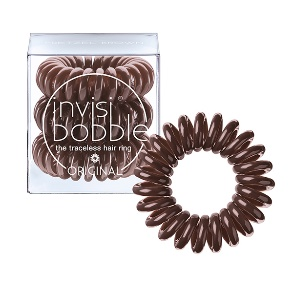 invisi
bobble
the traceless hair ring
ORIGINAL